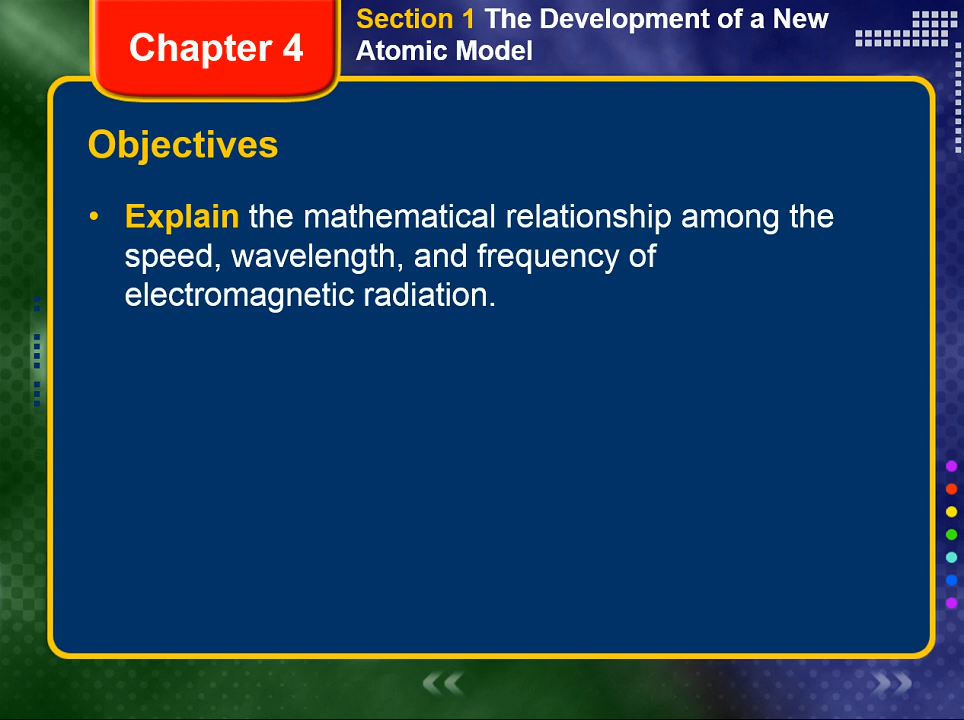 Chapter 4
Section 1 The Development of a New
Atomic Model
Objectives
• Explain the mathematical relationship among the
speed, wavelength, and frequency of
electromagnetic radiation.